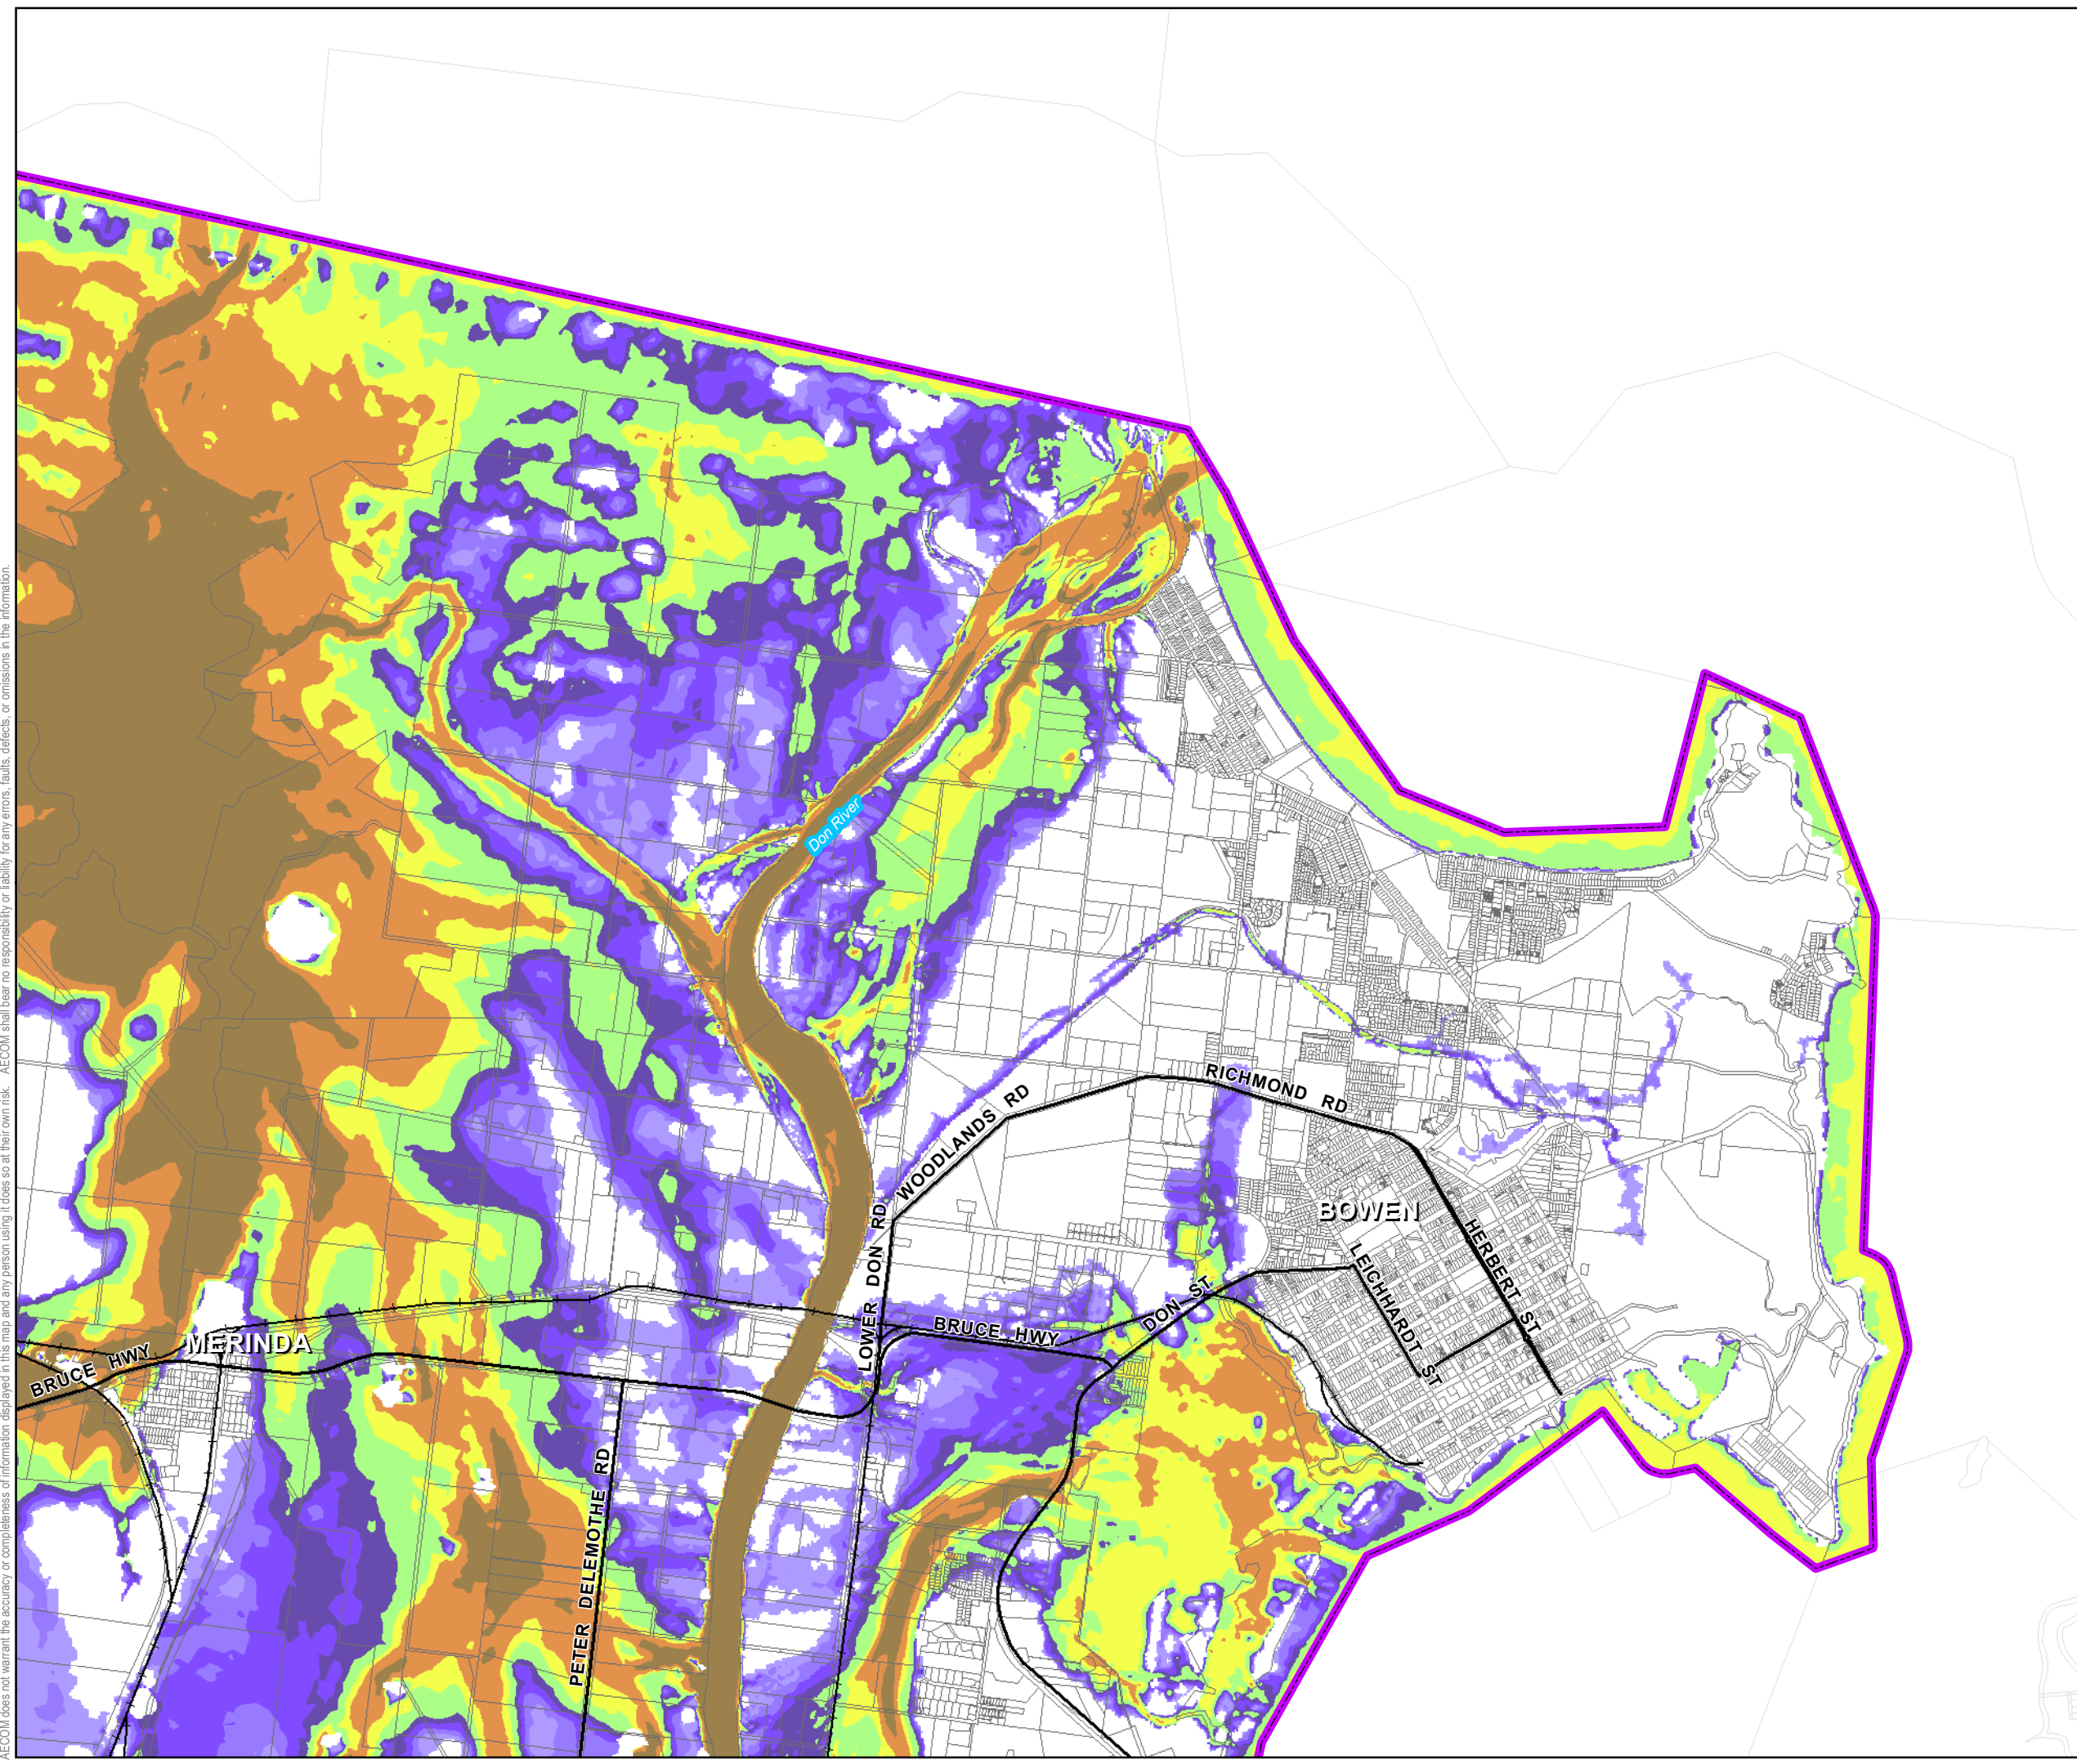 Don River
RICHMOND RD
WOODLANDS RD
BOWEN
LOWER DON RD
HERBERT ST
LEICHHARDT ST
DON ST
BRUCE HWY
MERINDA
BRUCE HWY
PETER DELEMOTHE RD
AECOM does not warrant the accuracy or completeness of information displayed in this map and any person using it does so at their own risk. AECOM shall bear no responsibility or liability for any errors, faults, defects, or omissions in the information.